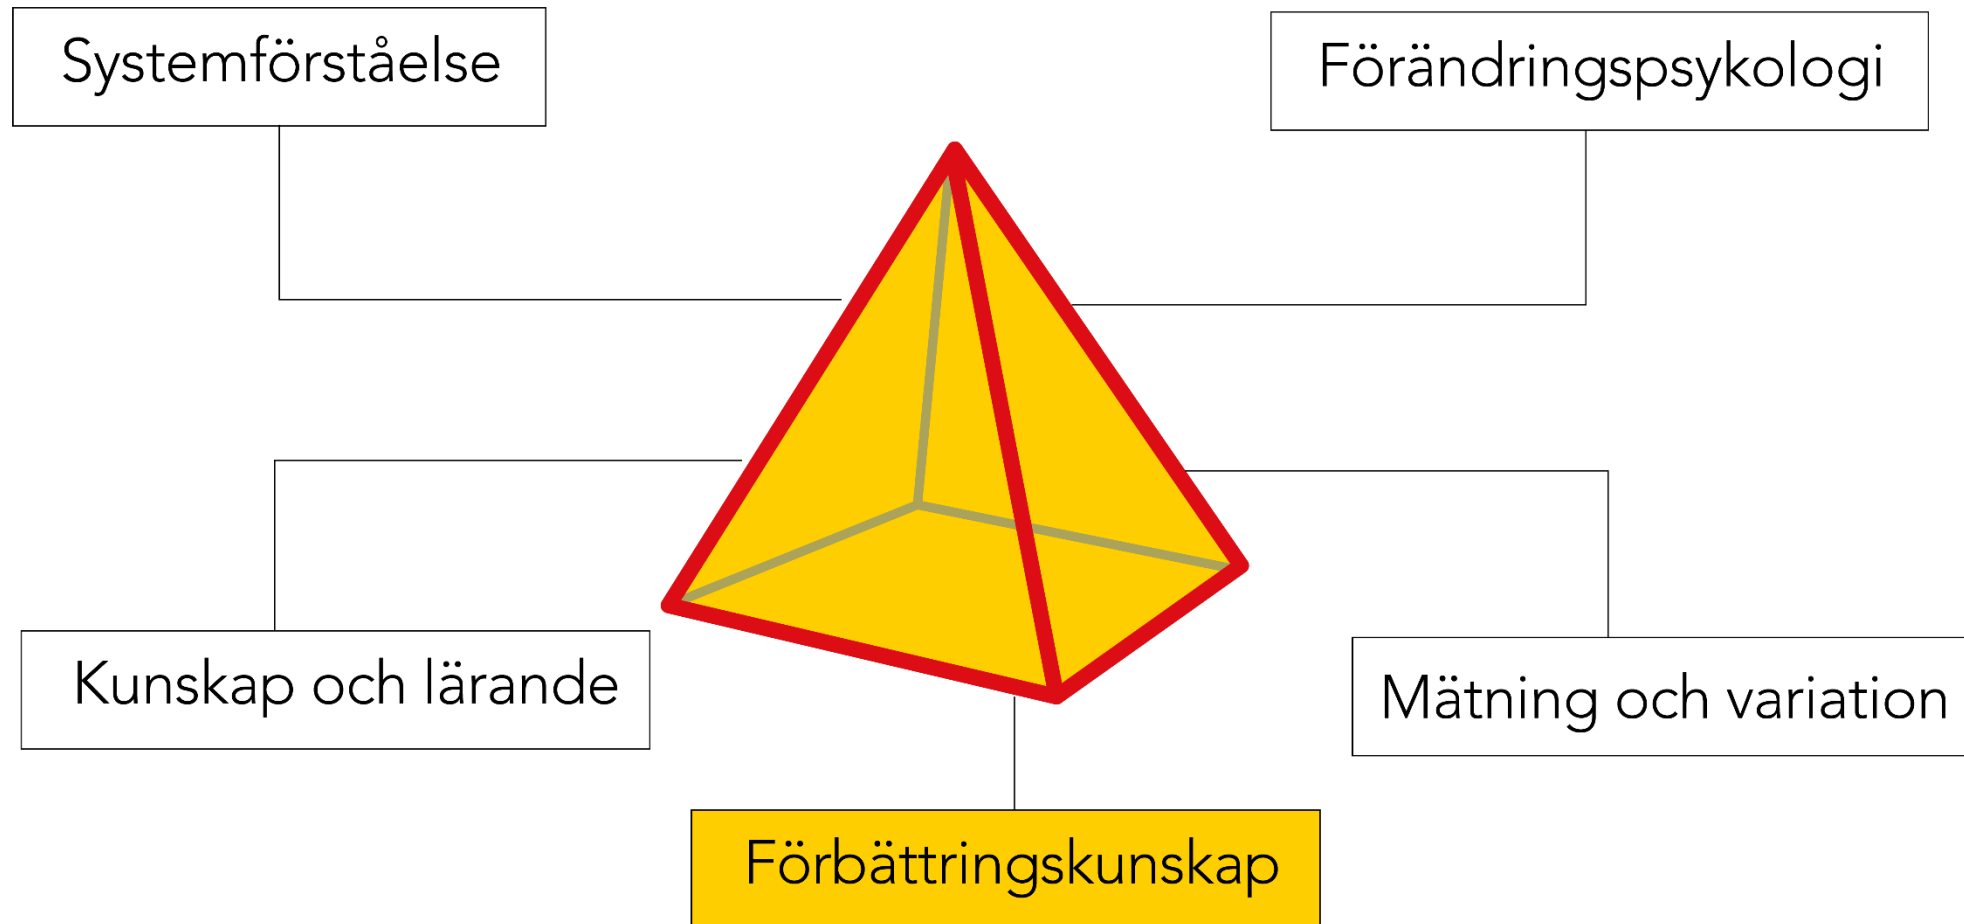 Systemförståelse
Förändringspsykologi
Kunskap och lärande
Mätning och variation
Förbättringskunskap